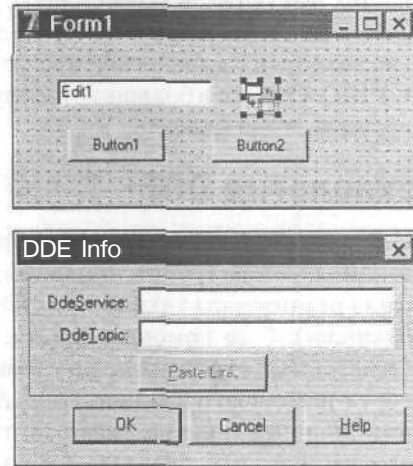 Form1
Edit1
Button1 Button2
DDE Info
DdeService:
DdeTopic:
Paste Link
OK Cancel Help